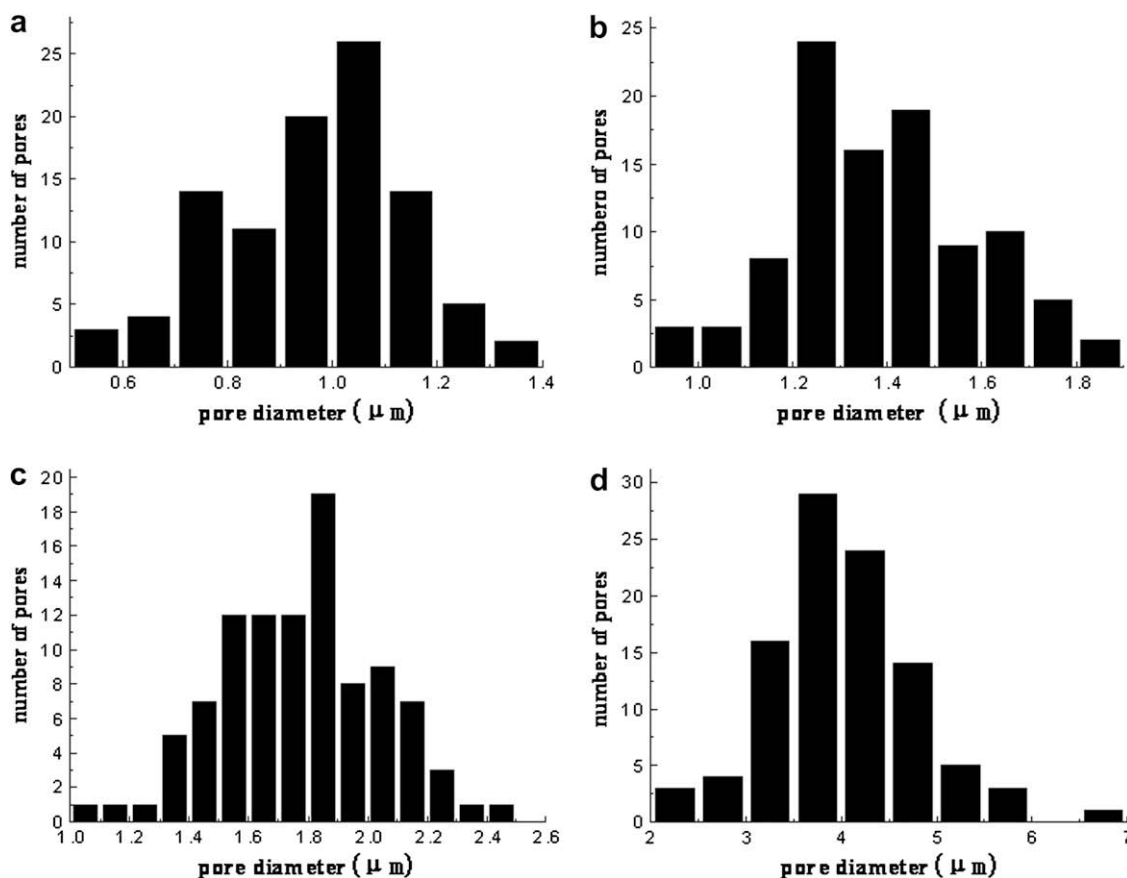 a
number of pores
25
20
15
10
5
0
0.6 0.8 1.0 1.2 1.4
pore diameter ( μ m)
b
numbera of pores
25
20
15
10
5
0
1.0 1.2 1.4 1.6 1.8
pore diameter ( μ m)
c
number of pores
20
18
16
14
12
10
8
6
4
2
0
1.0 1.2 1.4 1.6 1.8 2.0 2.2 2.4 2.6
pore diameter ( μ m)
d
number of pores
30
25
20
15
10
5
0
2 3 4 5 6 7
pore diameter ( μ m)